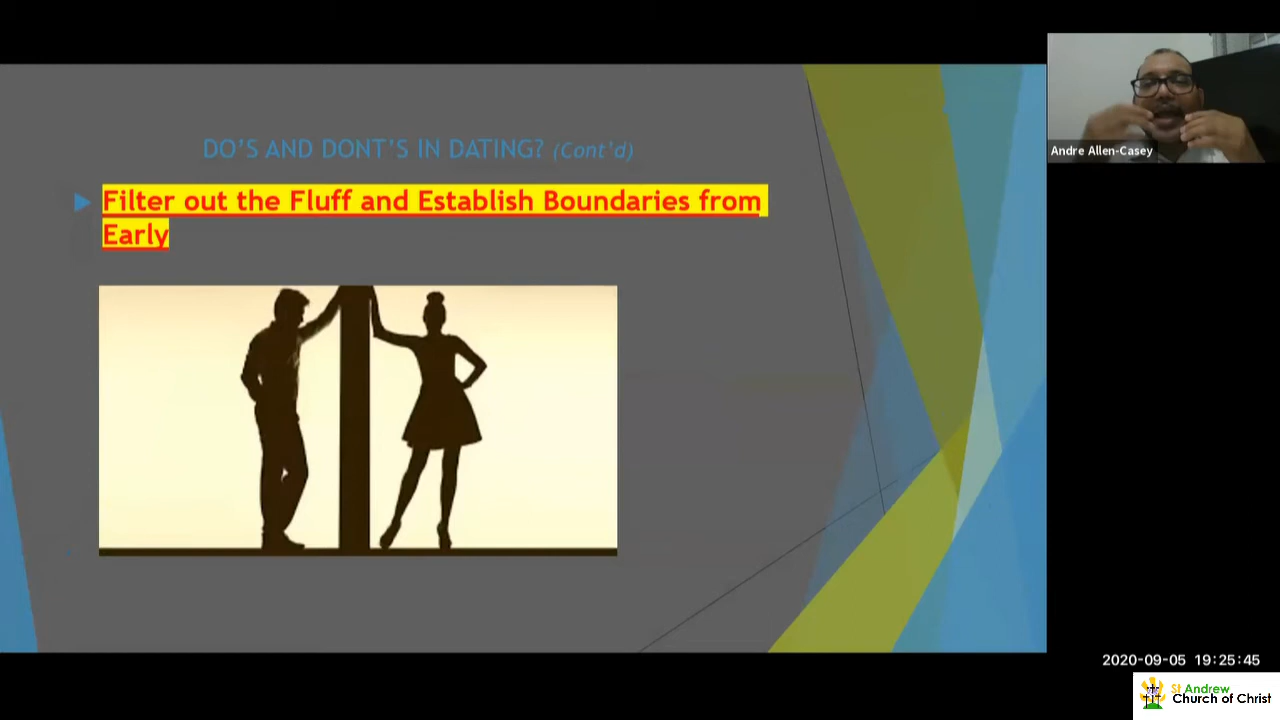 DO'S AND DONT'S IN DATING? (Cont'd)
Filter out the Fluff and Establish Boundaries from
Early
Andre Allen-Casey
2020-09-05 19:25:45
St Andrew
Church of Christ